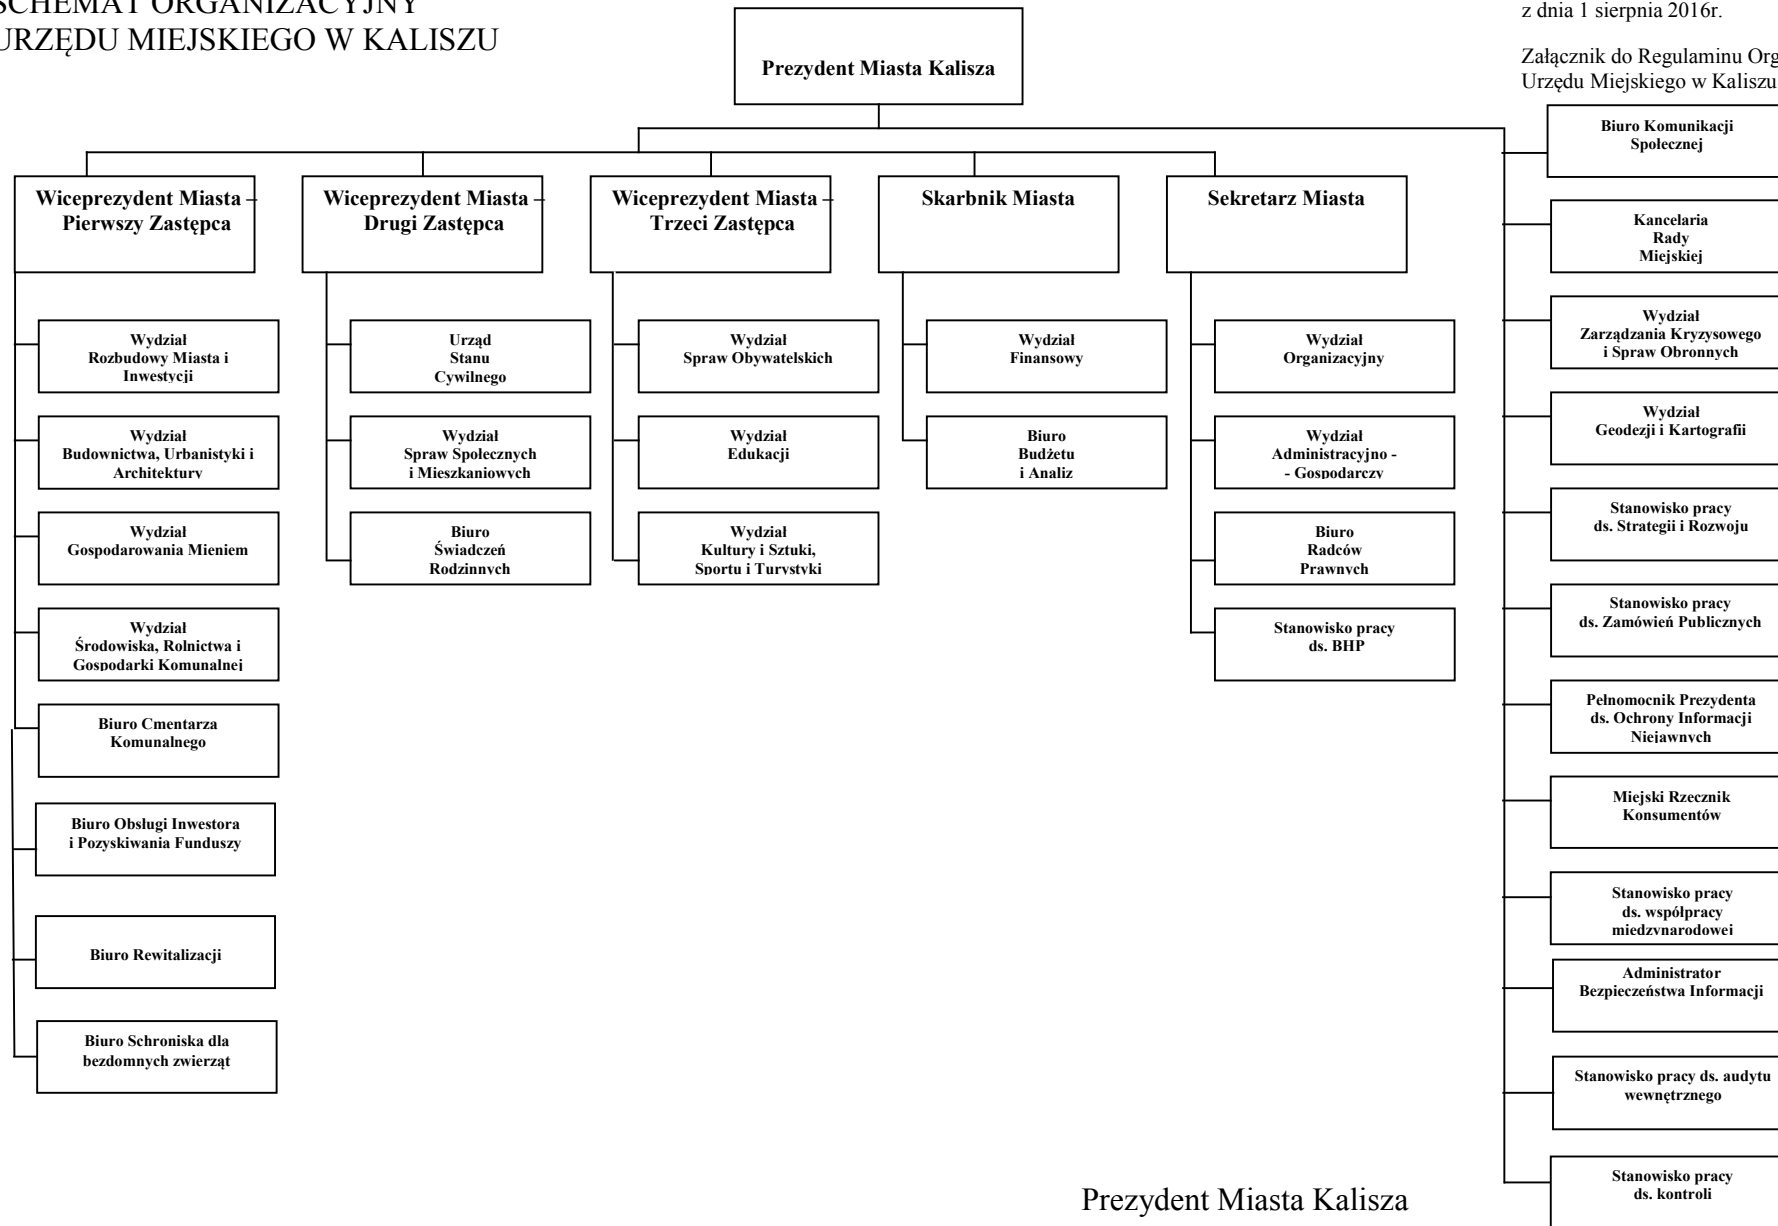 SCHEMAT ORGANIZACYJNY
URZĘDU MIEJSKIEGO W KALISZU
z dnia 1 sierpnia 2016r.
Załącznik do Regulaminu Org
Urzędu Miejskiego w Kaliszu
Prezydent Miasta Kalisza
Wiceprezydent Miasta –
Pierwszy Zastępca
Wydział
Rozbudowy Miasta i
Inwestycji
Wydział
Budownictwa, Urbanistyki i
Architektury
Wydział
Gospodarowania Mieniem
Wydział
Środowiska, Rolnictwa i
Gospodarki Komunalnej
Biuro Cmentarza
Komunalnego
Biuro Obsługi Inwestora
i Pozyskiwania Funduszy
Biuro Rewitalizacji
Biuro Schroniska dla
bezdomnych zwierząt
Wiceprezydent Miasta –
Drugi Zastępca
Urząd
Stanu
Cywilnego
Wydział
Spraw Społecznych
i Mieszkaniowych
Biuro
Świadczeń
Rodzinnych
Wiceprezydent Miasta –
Trzeci Zastępca
Wydział
Spraw Obywatelskich
Wydział
Edukacji
Wydział
Kultury i Sztuki,
Sportu i Turystyki
Skarbnik Miasta
Wydział
Finansowy
Biuro
Budżetu
i Analiz
Sekretarz Miasta
Wydział
Organizacyjny
Wydział
Administracyjno -
- Gospodarczy
Biuro
Radców
Prawnych
Stanowisko pracy
ds. BHP
Biuro Komunikacji
Społecznej
Kancelaria
Rady
Miejskiej
Wydział
Zarządzania Kryzysowego
i Spraw Obronnych
Wydział
Geodezji i Kartografii
Stanowisko pracy
ds. Strategii i Rozwoju
Stanowisko pracy
ds. Zamówień Publicznych
Pełnomocnik Prezydenta
ds. Ochrony Informacji
Niejawnych
Miejski Rzecznik
Konsumentów
Stanowisko pracy
ds. współpracy
międzynarodowej
Administrator
Bezpieczeństwa Informacji
Stanowisko pracy ds. audytu
wewnętrznego
Stanowisko pracy
ds. kontroli
Prezydent Miasta Kalisza